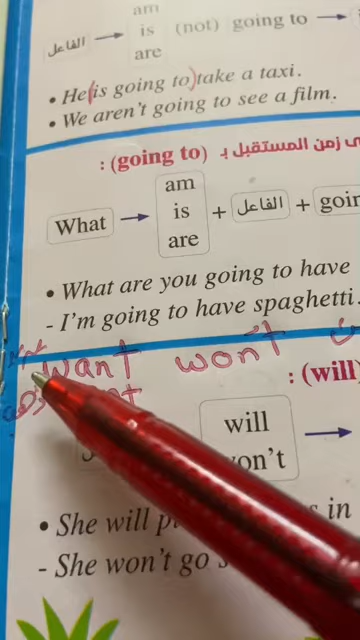 am
الفاعل → is (not) going to →
are
• He (is going to) take a taxi.
• We aren't going to see a film.
زمن المستقبل بـ (going to) :
am
What → is + الفاعل +
are
• What are you going to have
- I'm going to have spaghetti.
want won't
: (will)
will
won't
• She will in
- She won't go